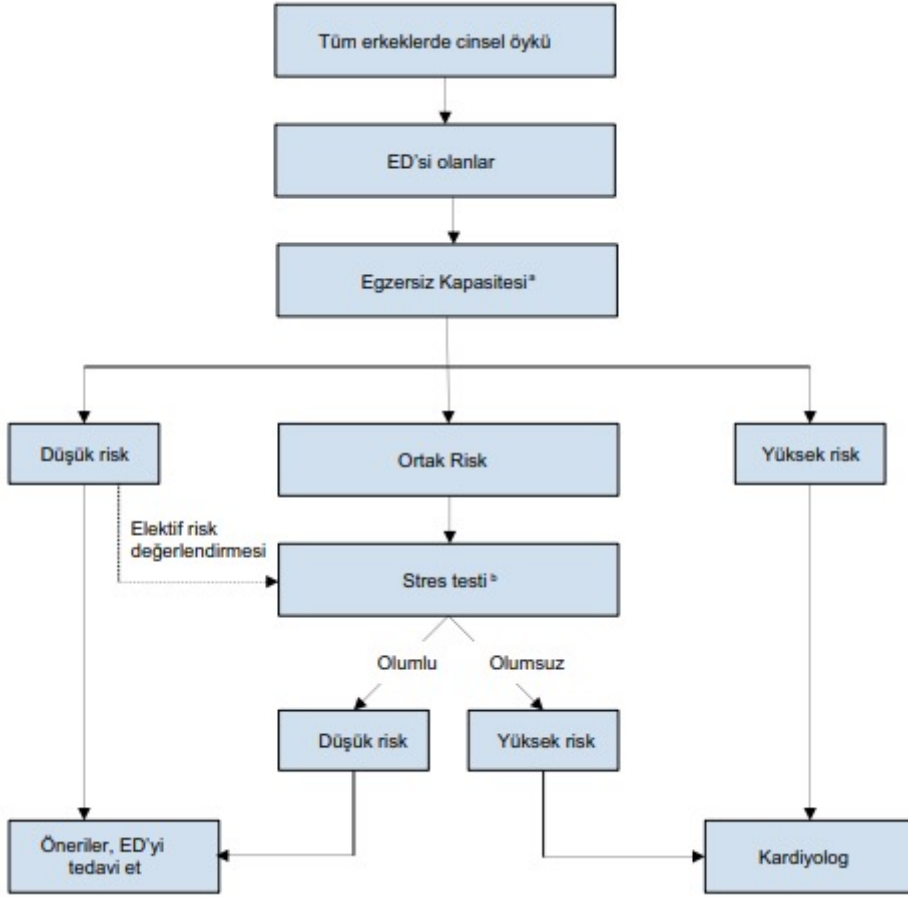 Tüm erkeklerde cinsel öykü
ED'si olanlar
Egzersiz Kapasitesiª
Düşük risk
Ortak Risk
Yüksek risk
Elektif risk
değerlendirmesi
Stres testi ᵇ
Olumlu
Olumsuz
Düşük risk
Yüksek risk
Öneriler, ED'yi
tedavi et
Kardiyolog